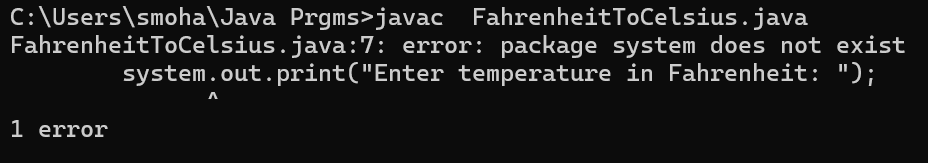 C:\Users\smoha\Java Prgms>javac  FahrenheitToCelsius.java
FahrenheitToCelsius.java:7: error: package system does not exist
        system.out.print("Enter temperature in Fahrenheit: ");
              ^
1 error